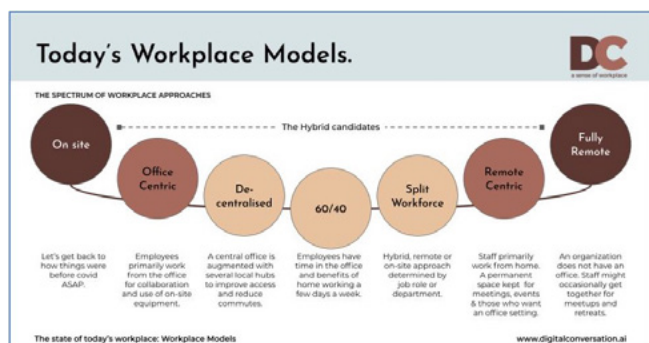 Today's Workplace Models.
DC
a sense of workplace
THE SPECTRUM OF WORKPLACE APPROACHES
The Hybrid candidates
On site
Office
Centric
De-
centralised
60/40
Split
Workforce
Remote
Centric
Fully
Remote
Let's get back to
how things were
before covid
ASAP.
Employees
primarily work
from the office
for collaboration
and use of on-site
equipment.
A central office is
augmented with
several local hubs
to improve access
and reduce
commutes.
Employees have
time in the office
and benefits of
home working a
few days a week.
Hybrid, remote or
on-site approach
determined by
job role or
department.
Staff primarily
work from home.
A permanent
space kept for
meetings, events
& those who want
an office setting.
An organization
does not have an
office. Staff might
occasionally get
together for
meetups and
retreats.
The state of today's workplace: Workplace Models
www.digitalconversation.ai